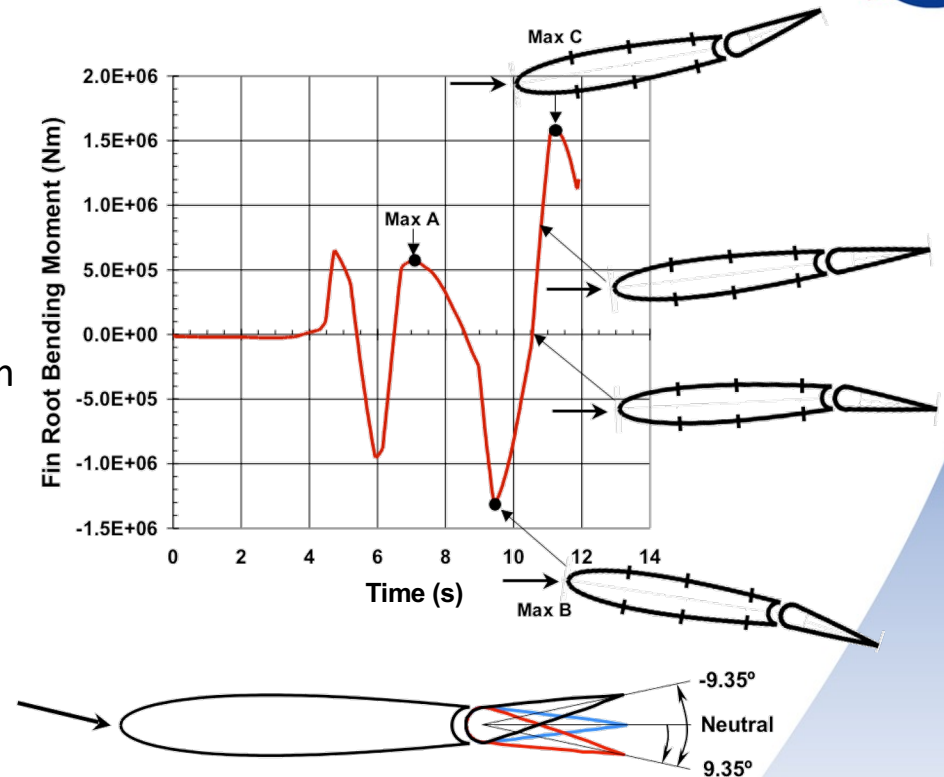 Max C
2.0E+06
1.5E+06
1.0E+06
5.0E+05
0.0E+00
-5.0E+05
-1.0E+06
-1.5E+06
Fin Root Bending Moment (Nm)
Max A
n
0 2 4 6 8 10 12 14
Time (s)
Max B
-9.35º
Neutral
9.35º